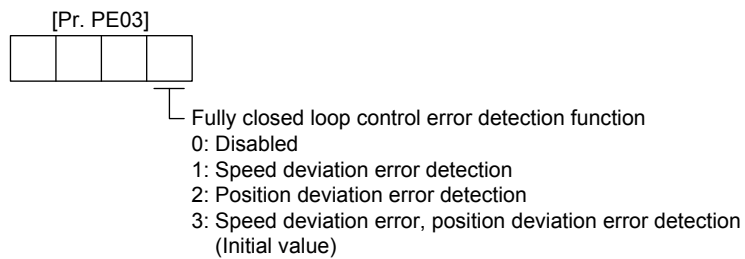 [Pr. PE03]
Fully closed loop control error detection function
0: Disabled
1: Speed deviation error detection
2: Position deviation error detection
3: Speed deviation error, position deviation error detection
(Initial value)